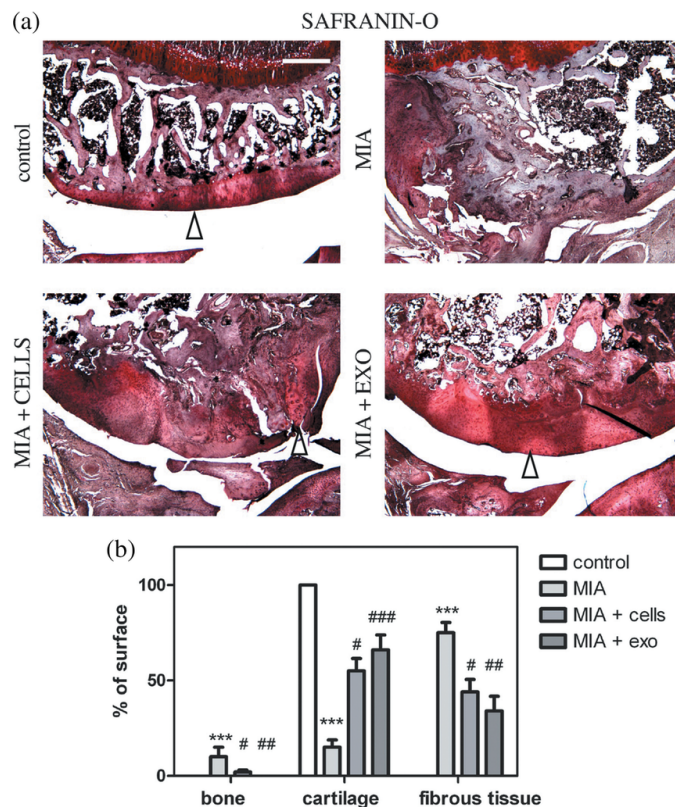 (a)
SAFRANIN-O
control
MIA
MIA + CELLS
MIA + EXO
(b)
control
MIA
MIA + cells
MIA + exo
% of surface
100
50
0
***
#
##
***
#
###
***
#
##
bone
cartilage
fibrous tissue